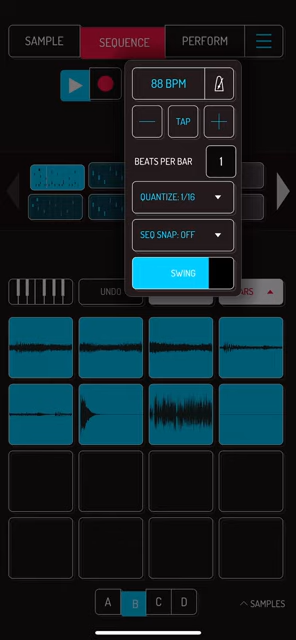 SAMPLE
SEQUENCE
PERFORM
88 BPM
TAP
BEATS PER BAR
1
QUANTIZE: 1/16
SEQ SNAP: OFF
SWING
UNDO
A
B
C
D
SAMPLES